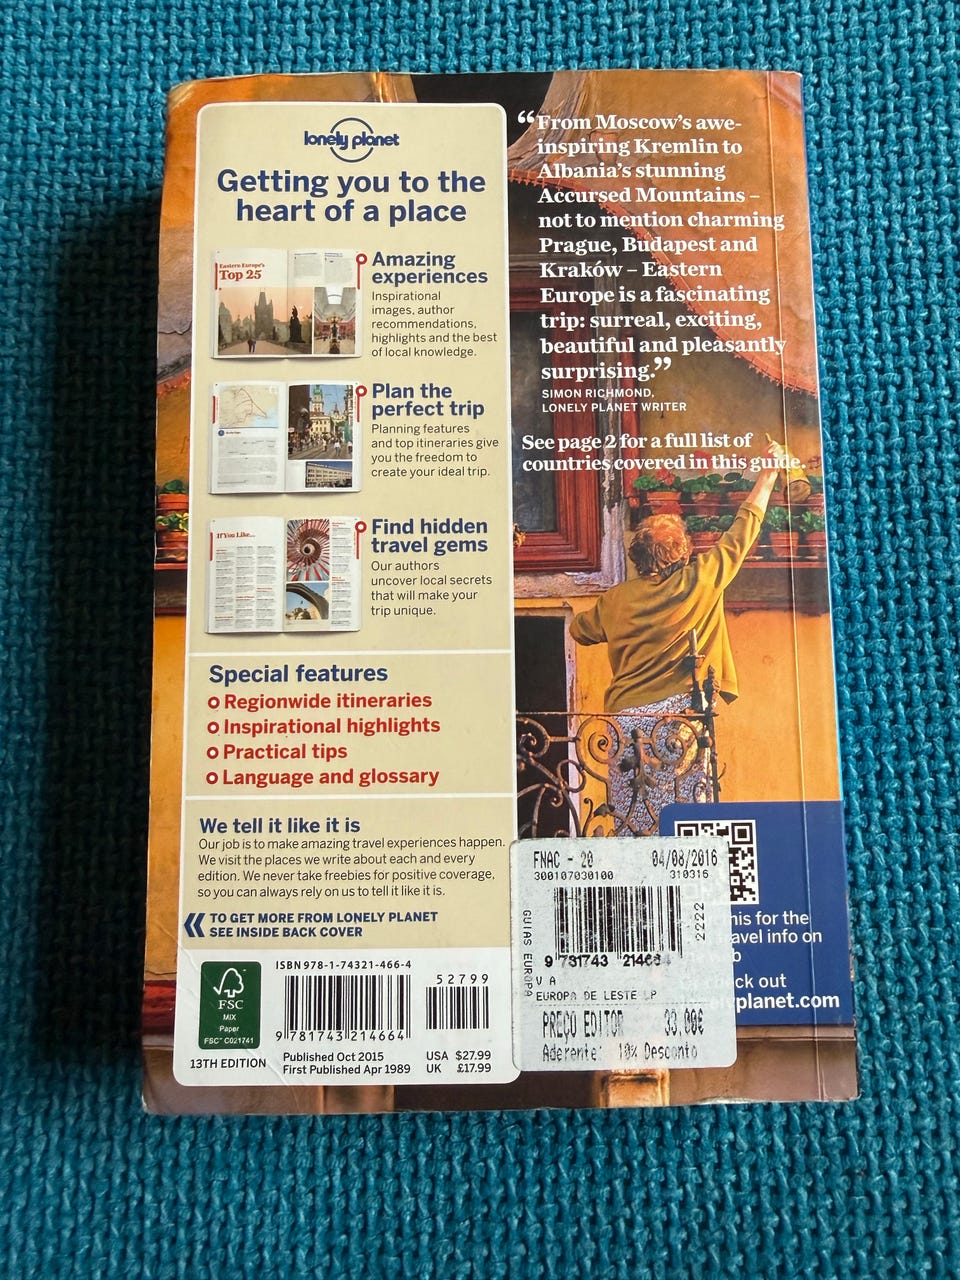 lonely planet
Getting you to the
heart of a place
Eastern Europe's
Top 25
Amazing
experiences
Inspirational
images, author
recommendations,
highlights and the best
of local knowledge.
Plan the
perfect trip
Planning features
and top itineraries give
you the freedom to
create your ideal trip.
If You Like...
Find hidden
travel gems
Our authors
uncover local secrets
that will make your
trip unique.
Special features
Regionwide itineraries
Inspirational highlights
Practical tips
Language and glossary
We tell it like it is
Our job is to make amazing travel experiences happen.
We visit the places we write about each and every
edition. We never take freebies for positive coverage,
so you can always rely on us to tell it like it is.
TO GET MORE FROM LONELY PLANET
SEE INSIDE BACK COVER
FSC
MIX
Paper
FSC™ C021741
ISBN 978-1-74321-466-4
52799
9 781743 214664
13TH EDITION
Published Oct 2015
First Published Apr 1989
USA $27.99
UK £17.99
“From Moscow's awe-
inspiring Kremlin to
Albania's stunning
Accursed Mountains –
not to mention charming
Prague, Budapest and
Kraków – Eastern
Europe is a fascinating
trip: surreal, exciting,
beautiful and pleasantly
surprising.”
SIMON RICHMOND,
LONELY PLANET WRITER
See page 2 for a full list of
countries covered in this guide.
this for the
travel info on
check out
planet.com
FNAC - 20 04/08/2016
300107030100 310316
GUIAS EUROPA
2222
9 781743 214664
V A
EUROPA DE LESTE LP
PREÇO EDITOR 33.00€
Aderente: 10% Desconto